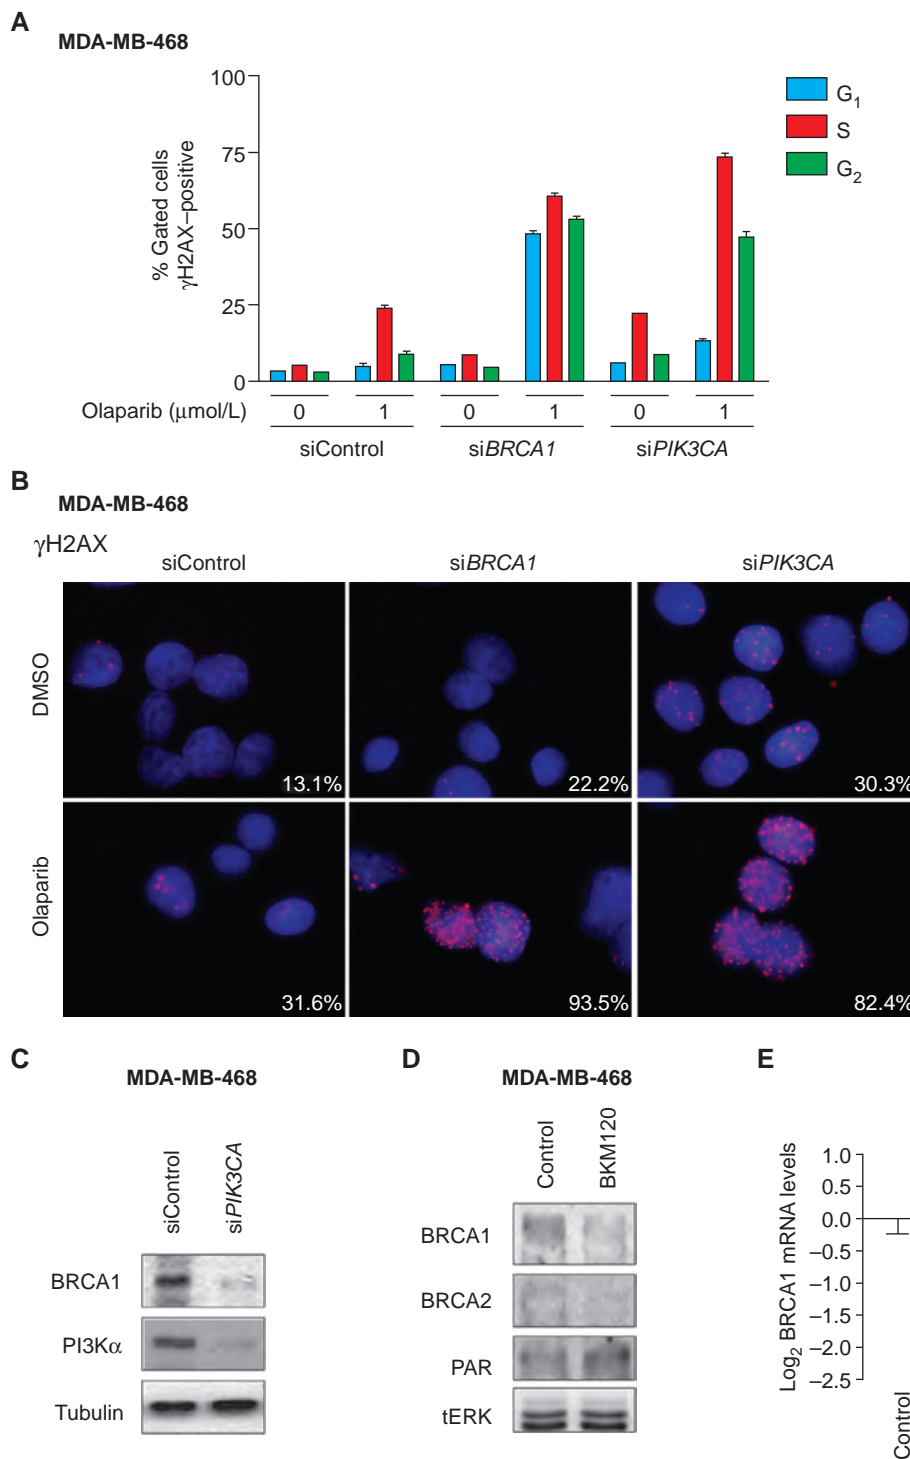 A
MDA-MB-468
% Gated cells
γH2AX–positive
100
75
50
25
0
G1
S
G2
Olaparib (μmol/L)
0 1 0 1 0 1
siControl siBRCA1 siPIK3CA
B
MDA-MB-468
γH2AX
siControl siBRCA1 siPIK3CA
DMSO
13.1% 22.2% 30.3%
Olaparib
31.6% 93.5% 82.4%
C
MDA-MB-468
siControl
siPIK3CA
BRCA1
PI3Kα
Tubulin
D
MDA-MB-468
Control
BKM120
BRCA1
BRCA2
PAR
tERK
E
Log2 BRCA1 mRNA levels
1.0
0.5
0.0
–0.5
–1.0
–1.5
–2.0
–2.5
Control